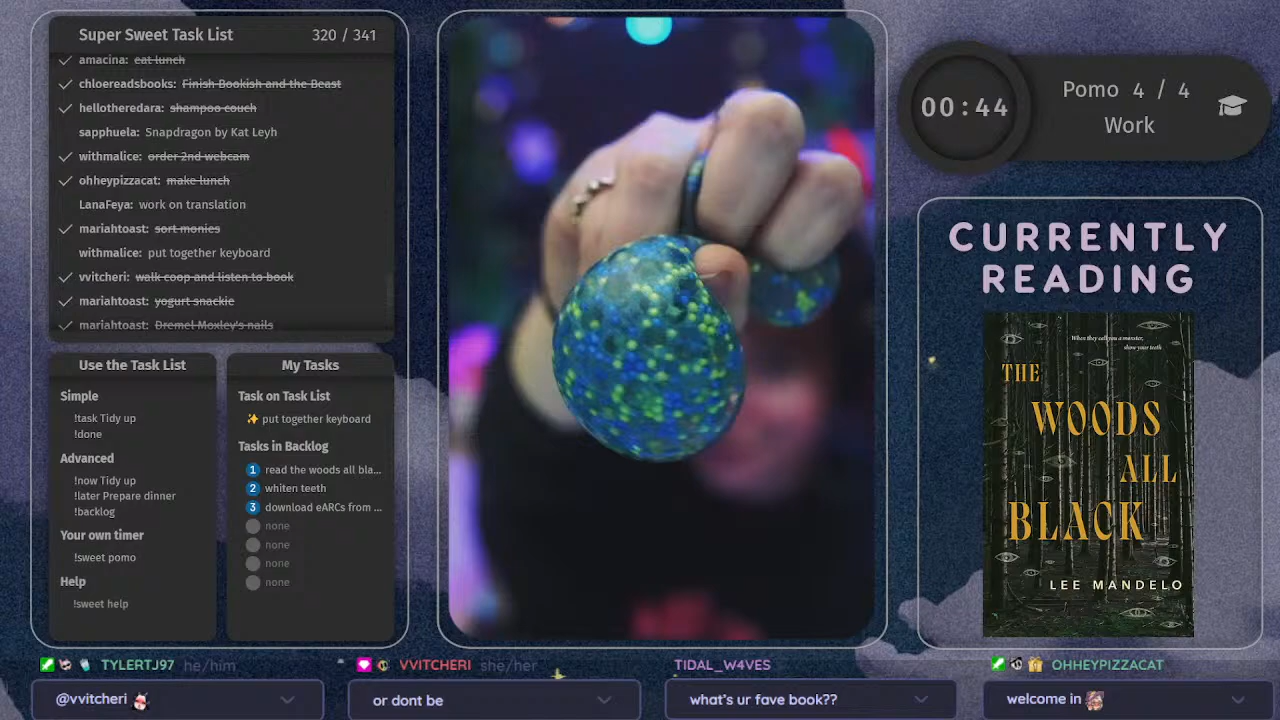 Super Sweet Task List 320 / 341
amacina: eat lunch
chloereadsbooks: Finish Bookish and the Beast
hellotheredara: shampoo couch
sapphuela: Snapdragon by Kat Leyh
withmalice: order 2nd webcam
ohheypizzacat: make lunch
LanaFeya: work on translation
mariahtoast: sort monies
withmalice: put together keyboard
vvitcheri: walk coop and listen to book
mariahtoast: yogurt snackie
mariahtoast: Dremel Moxley's nails
Use the Task List
Simple
!task Tidy up
!done
Advanced
!now Tidy up
!later Prepare dinner
!backlog
Your own timer
!sweet pomo
Help
!sweet help
My Tasks
Task on Task List
✨ put together keyboard
Tasks in Backlog
1 read the woods all bla...
2 whiten teeth
3 download eARCs from ...
none
none
none
none
00:44
Pomo 4 / 4
Work
CURRENTLY
READING
When they call you a monster,
show your teeth
THE
WOODS
ALL
BLACK
LEE MANDELO
TYLERTJ97 he/him
@vvitcheri
VVITCHERI she/her
or dont be
TIDAL_W4VES
what's ur fave book??
OHHEYPIZZACAT
welcome in